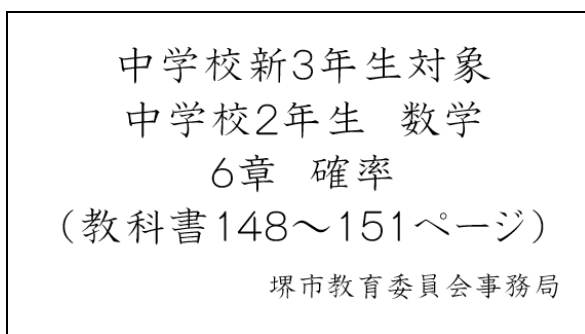 中学校新3年生対象
中学校2年生 数学
6章 確率
（教科書148～151ページ）
堺市教育委員会事務局